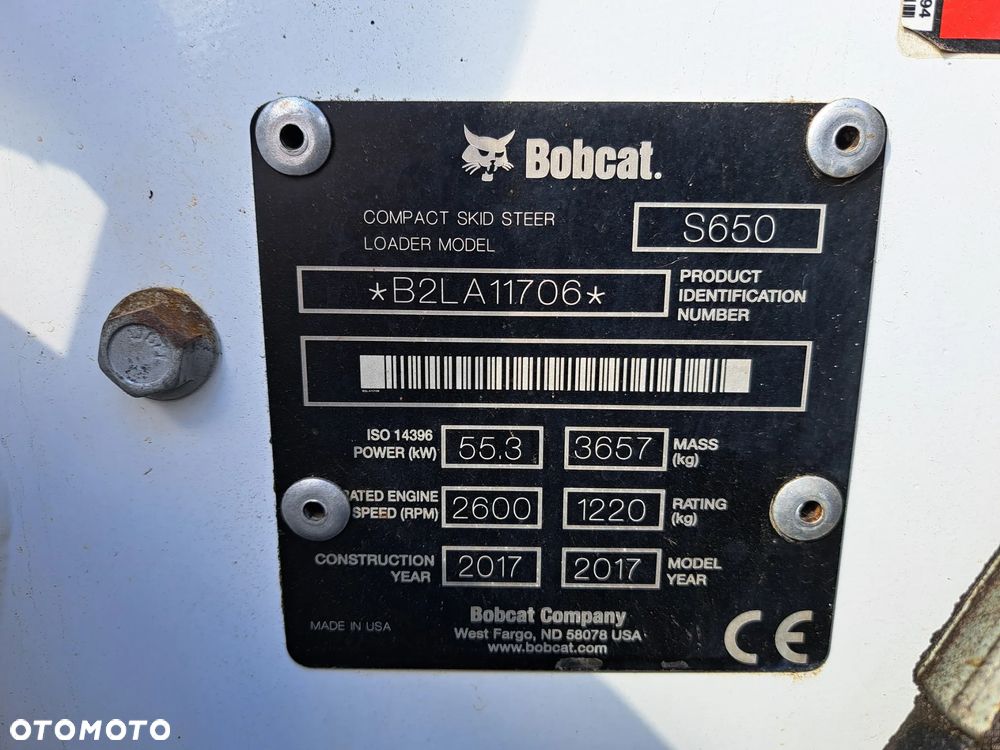 94
Bobcat.
COMPACT SKID STEER
LOADER MODEL
S650
*B2LA11706*
PRODUCT
IDENTIFICATION
NUMBER
ISO 14396
POWER (kW)
55.3
3657
MASS
(kg)
RATED ENGINE
SPEED (RPM)
2600
1220
RATING
(kg)
CONSTRUCTION
YEAR
2017
2017
MODEL
YEAR
MADE IN USA
Bobcat Company
West Fargo, ND 58078 USA
www.bobcat.com
CE
OTOMOTO